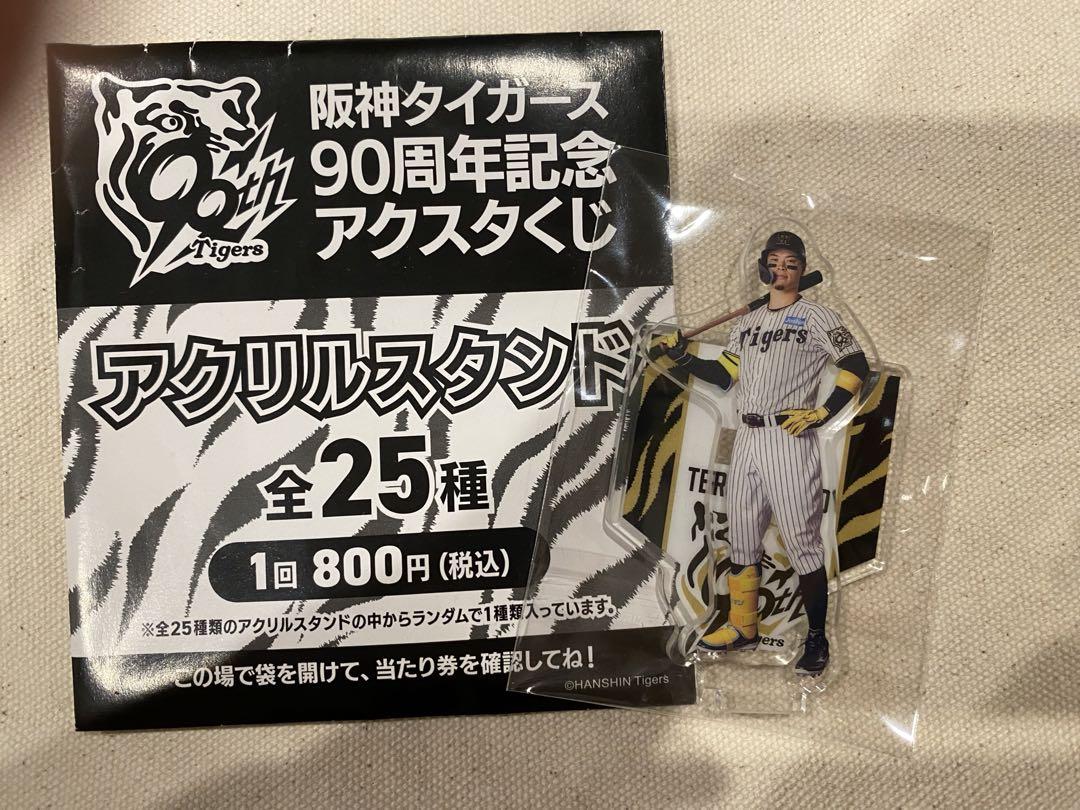 90th
Tigers
阪神タイガース
90周年記念
アクスタくじ
アクリルスタンド
全25種
1回 800円(税込)
※全25種類のアクリルスタンドの中からランダムで1種類入っています。
この場で袋を開けて、当たり券を確認してね!
Tigers
TER
©HANSHIN Tigers